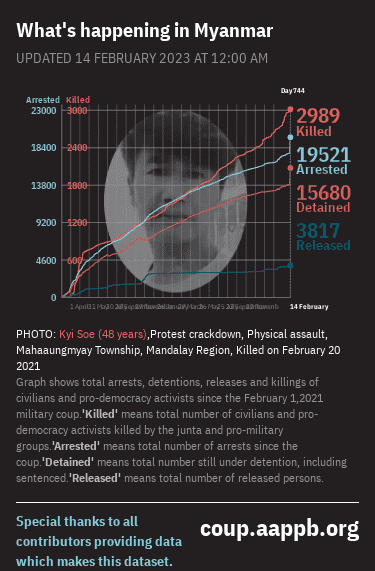 What's happening in Myanmar
UPDATED 14 FEBRUARY 2023 AT 12:00 AM
Day744
Arrested Killed
23000 3000
18400 2400
13800 1800
9200 1200
4600 600
0
2989
Killed
19521
Arrested
15680
Detained
3817
Released
14 February
PHOTO: Kyi Soe (48 years),Protest crackdown, Physical assault,
Mahaaungmyay Township, Mandalay Region, Killed on February 20
2021
Graph shows total arrests, detentions, releases and killings of
civilians and pro-democracy activists since the February 1,2021
military coup.'Killed' means total number of civilians and pro-
democracy activists killed by the junta and pro-military
groups.'Arrested' means total number of arrests since the
coup.'Detained' means total number still under detention, including
sentenced.'Released' means total number of released persons.
Special thanks to all
contributors providing data
which makes this dataset.
coup.aappb.org